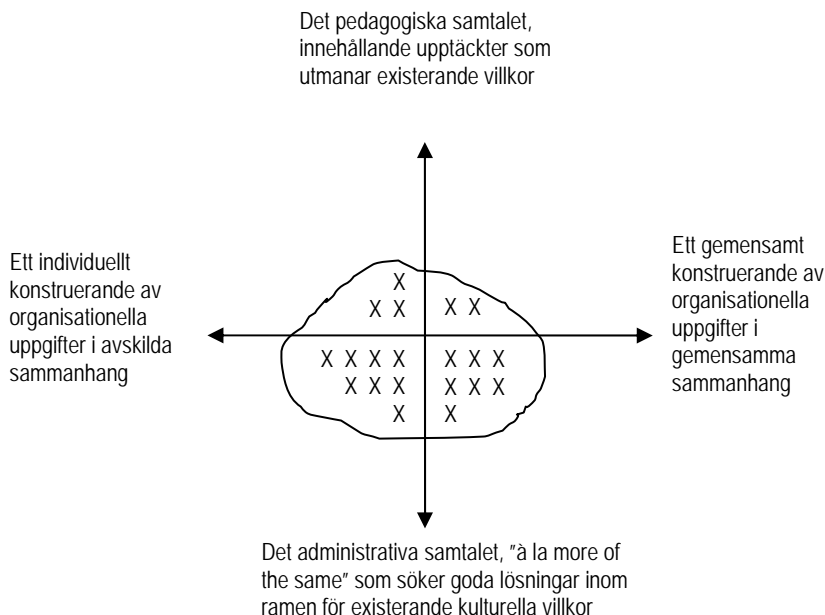 Det pedagogiska samtalet,
innehållande upptäckter som
utmanar existerande villkor
Ett individuellt
konstruerande av
organisationella
uppgifter i avskilda
sammanhang
Ett gemensamt
konstruerande av
organisationella
uppgifter i
gemensamma
sammanhang
X
X X X X
X X X X X X X
X X X X X X
X X
Det administrativa samtalet, ”à la more of
the same” som söker goda lösningar inom
ramen för existerande kulturella villkor